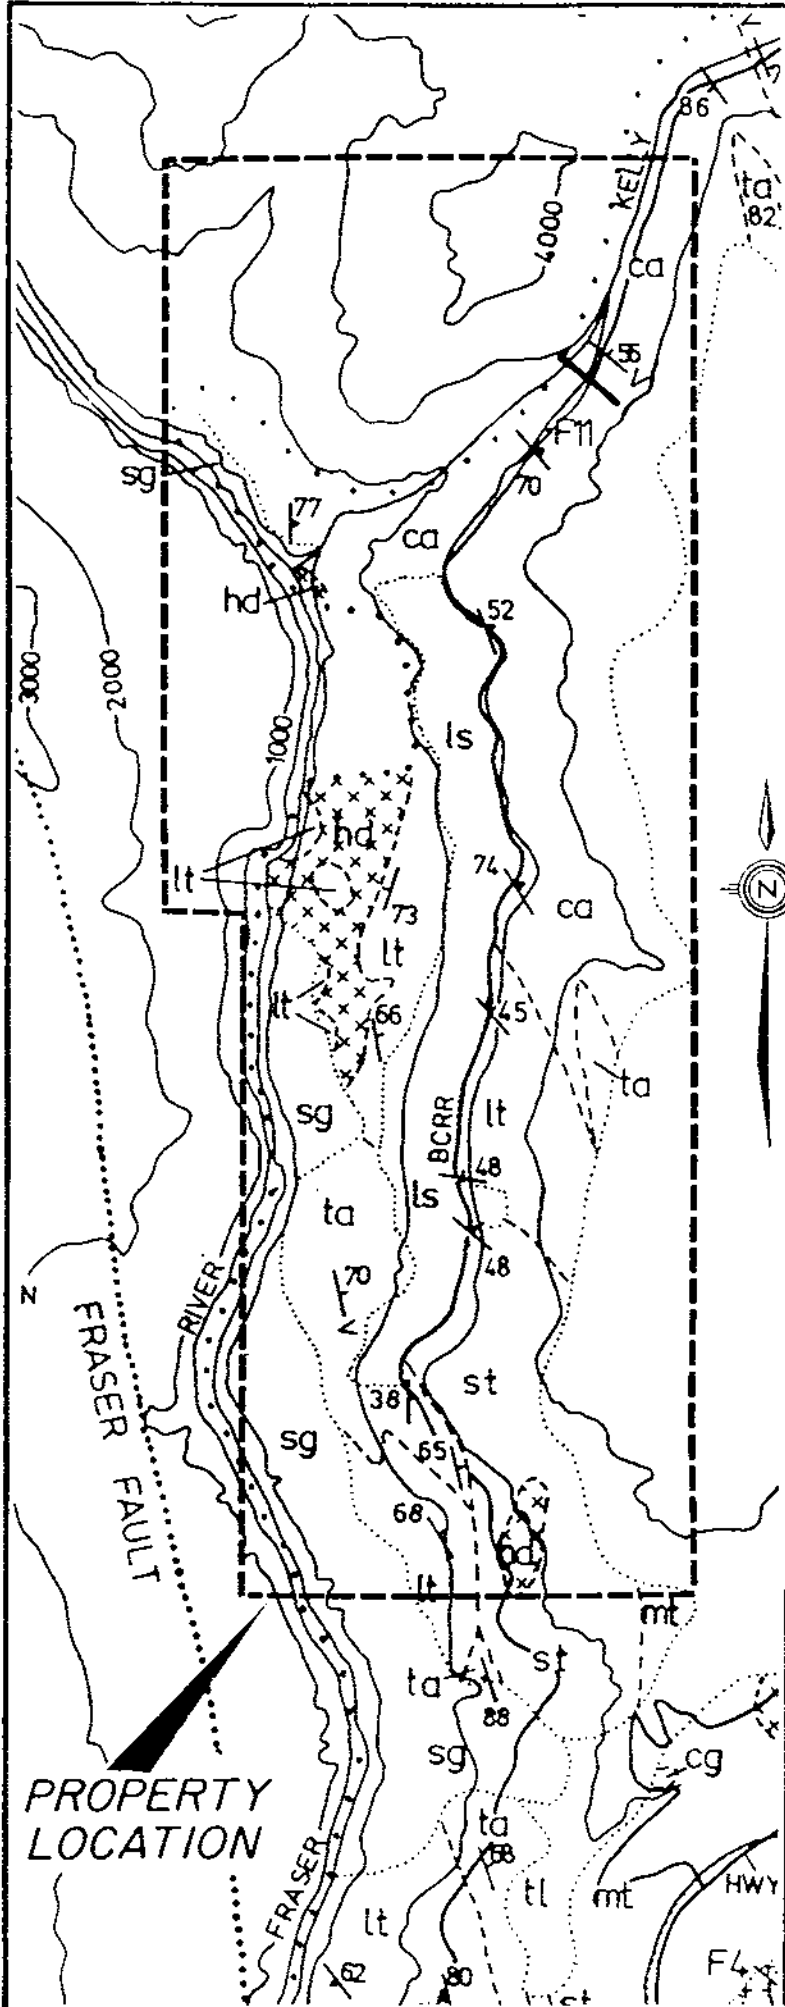 86
KELLY
ta
82
4000
ca
55
F11
sg
70
77
ca
hd
52
3000
2000
1000
ls
hd
74
lt
73
ca
lt
N
lt
66
45
ta
sg
lt
BCRR
48
ls
ta
48
70
RIVER
N
FRASER FAULT
st
38
sg
65
68
hd
lt
mt
st
ta
88
sg
cg
PROPERTY
LOCATION
ta
68
tl
mt
HWY
FRASER
lt
F4
62
80
st